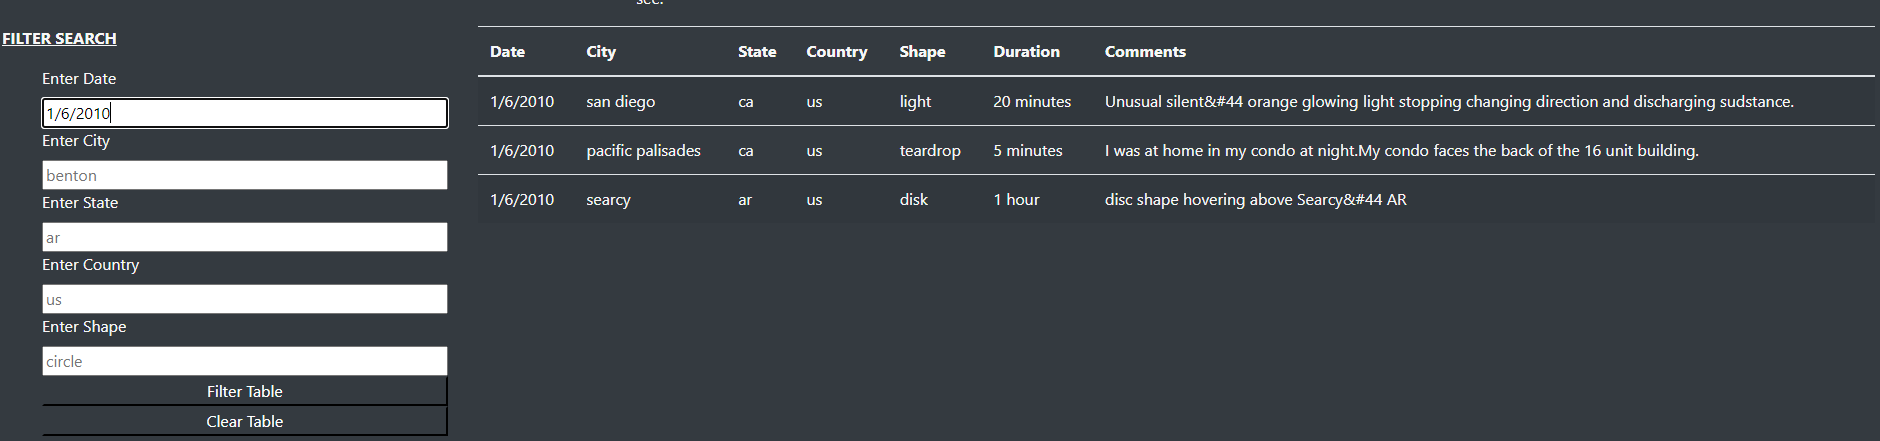 see.
FILTER SEARCH
Enter Date
1/6/2010
Enter City
benton
Enter State
ar
Enter Country
us
Enter Shape
circle
Filter Table
Clear Table
Date City State Country Shape Duration Comments
1/6/2010 san diego ca us light 20 minutes Unusual silent&#44 orange glowing light stopping changing direction and discharging sudstance.
1/6/2010 pacific palisades ca us teardrop 5 minutes I was at home in my condo at night.My condo faces the back of the 16 unit building.
1/6/2010 searcy ar us disk 1 hour disc shape hovering above Searcy&#44 AR